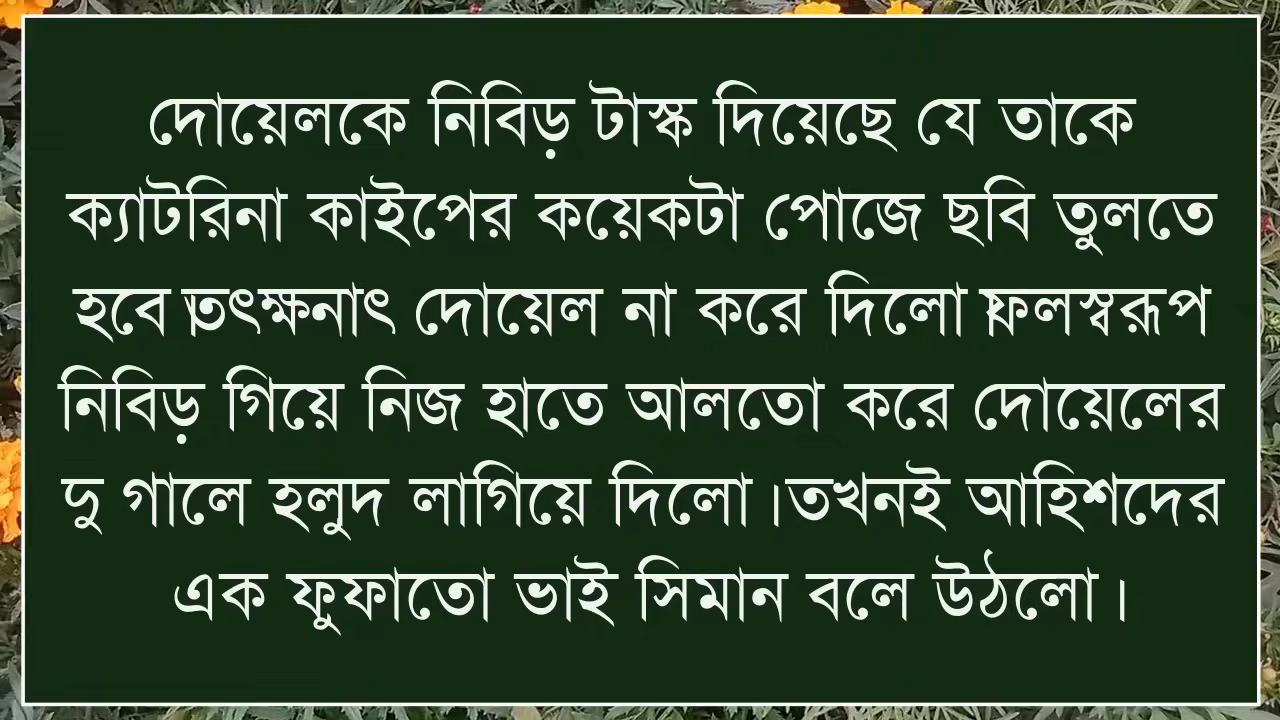 দোয়েলকে নিবিড় টাস্ক দিয়েছে যে তাকে
ক্যাটরিনা কাইপের কয়েকটা পোজে ছবি তুলতে
হবে।তৎক্ষনাৎ দোয়েল না করে দিলো।ফলস্বরূপ
নিবিড় গিয়ে নিজ হাতে আলতো করে দোয়েলের
দু গালে হলুদ লাগিয়ে দিলো।তখনই আহিশদের
এক ফুফাতো ভাই সিমান বলে উঠলো।